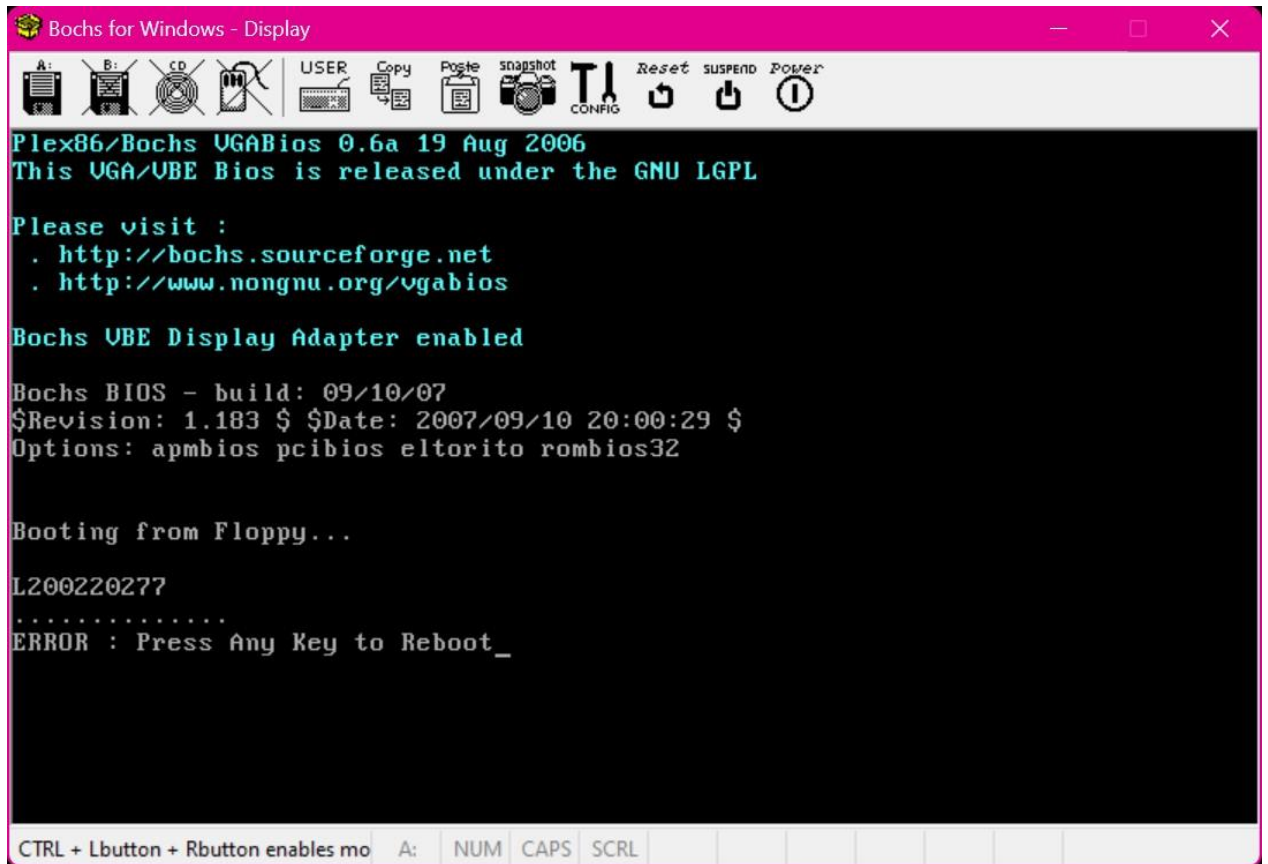 Bochs for Windows - Display
A: B: CD USER Copy Paste snapshot CONFIG Reset SUSPEND Power
Plex86/Bochs VGABios 0.6a 19 Aug 2006
This VGA/VBE Bios is released under the GNU LGPL
Please visit :
. http://bochs.sourceforge.net
. http://www.nongnu.org/vgabios
Bochs VBE Display Adapter enabled
Bochs BIOS - build: 09/10/07
$Revision: 1.183 $ $Date: 2007/09/10 20:00:29 $
Options: apmbios pcibios eltorito rombios32
Booting from Floppy...
L200220277
..............
ERROR : Press Any Key to Reboot_
CTRL + Lbutton + Rbutton enables mo A: NUM CAPS SCRL